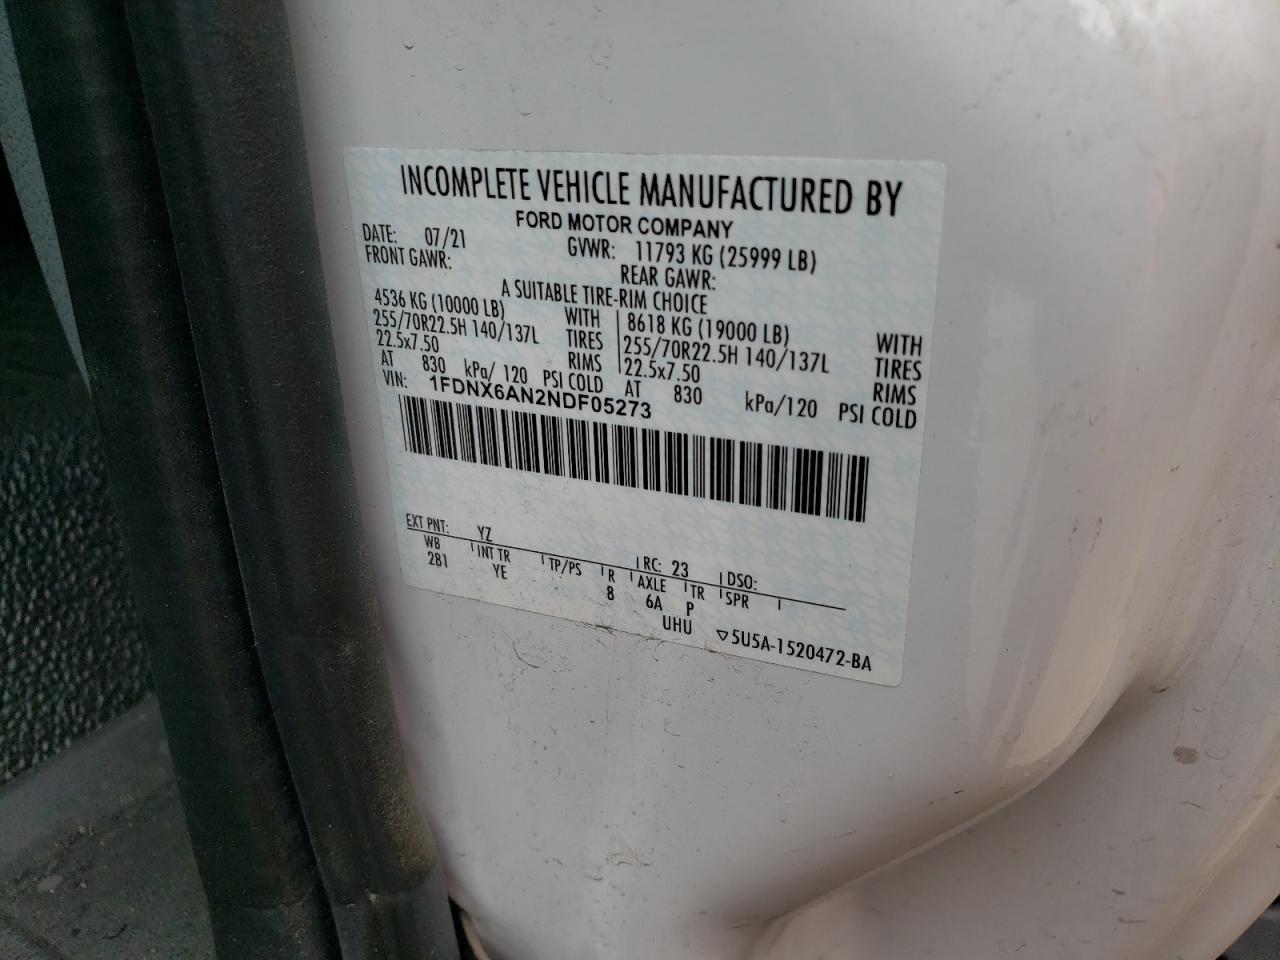 INCOMPLETE VEHICLE MANUFACTURED BY
FORD MOTOR COMPANY
DATE: 07/21 GVWR: 11793 KG (25999 LB)
FRONT GAWR: REAR GAWR:
A SUITABLE TIRE-RIM CHOICE
4536 KG (10000 LB) WITH 8618 KG (19000 LB) WITH
255/70R22.5H 140/137L TIRES 255/70R22.5H 140/137L TIRES
22.5x7.50 RIMS 22.5x7.50 RIMS
AT 830 kPa/ 120 PSI COLD AT 830 kPa/120 PSI COLD
VIN: 1FDNX6AN2NDF05273
EXT PNT: YZ RC: 23 DSO:
WB INT TR TP/PS R AXLE TR SPR
281 YE 8 6A P
UHU ▽5U5A-1520472-BA